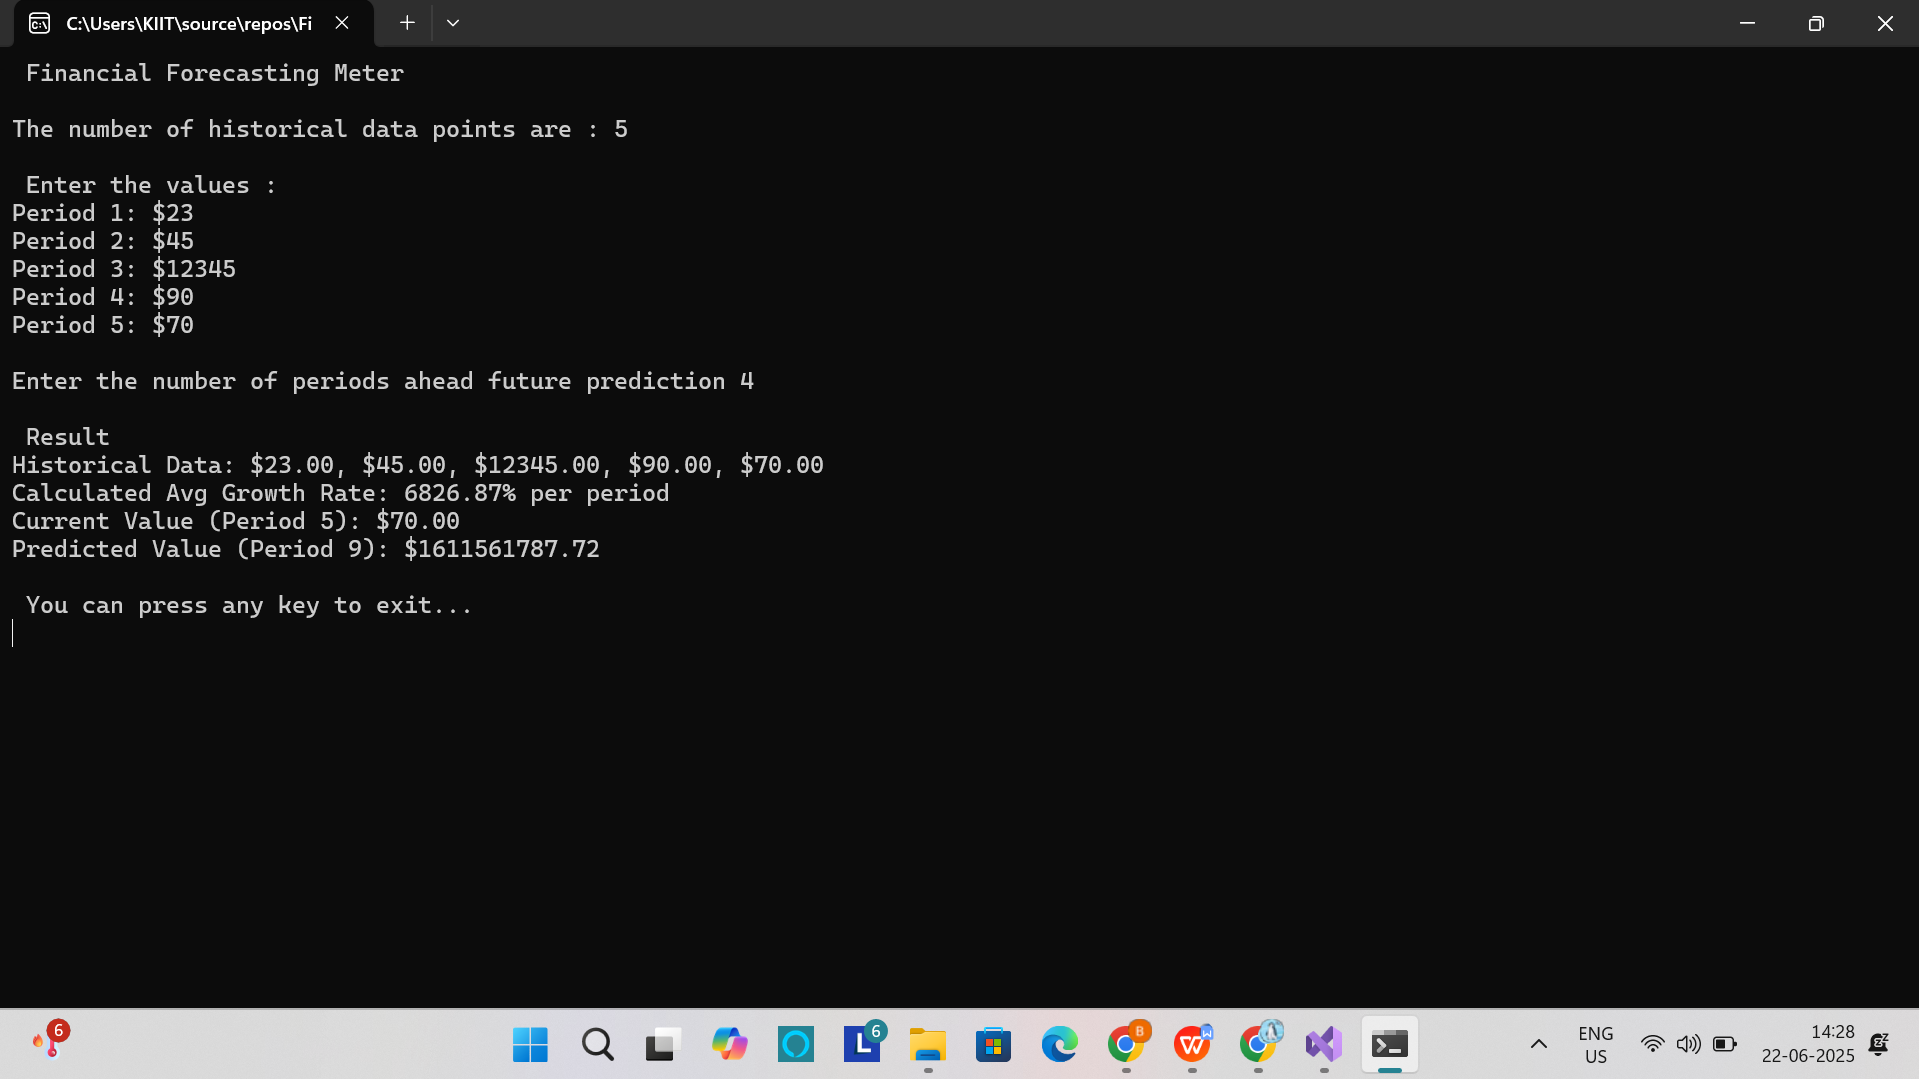 C:\Users\KIIT\source\repos\Fi
Financial Forecasting Meter
The number of historical data points are : 5
Enter the values :
Period 1: $23
Period 2: $45
Period 3: $12345
Period 4: $90
Period 5: $70
Enter the number of periods ahead future prediction 4
Result
Historical Data: $23.00, $45.00, $12345.00, $90.00, $70.00
Calculated Avg Growth Rate: 6826.87% per period
Current Value (Period 5): $70.00
Predicted Value (Period 9): $1611561787.72
You can press any key to exit...
6
L 6
B
W W
ENG
US
14:28
22-06-2025